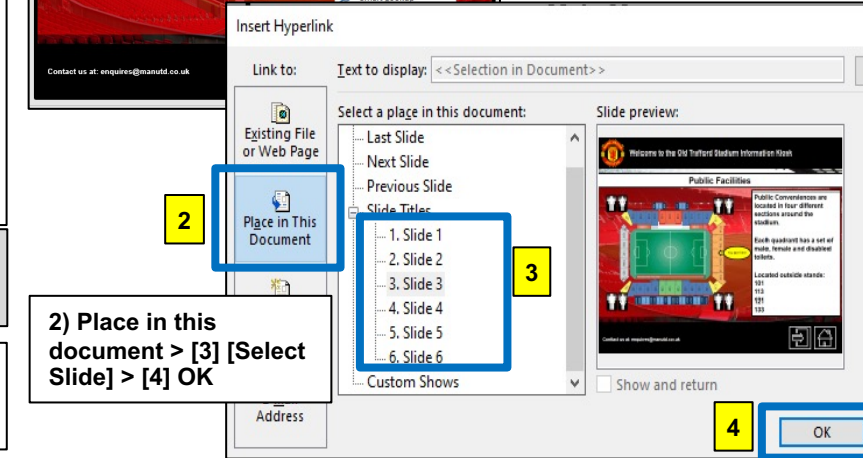 Contact us at: enquires@manutd.co.uk
Insert Hyperlink
Link to:
Text to display: <<Selection in Document>>
Existing File
or Web Page
Select a place in this document:
Last Slide
Next Slide
Previous Slide
Slide Titles
1. Slide 1
2. Slide 2
3. Slide 3
4. Slide 4
5. Slide 5
6. Slide 6
Custom Shows
Slide preview:
Welcome to the Old Trafford Stadium Information Kiosk
Public Facilities
Public Conveniences are
located in four different
sections around the
stadium.
Each quadrant has a set of
male, female and disabled
toilets.
Located outside stands:
101
113
131
133
Show and return
2
Place in This
Document
3
2) Place in this
document > [3] [Select
Slide] > [4] OK
Address
4
OK